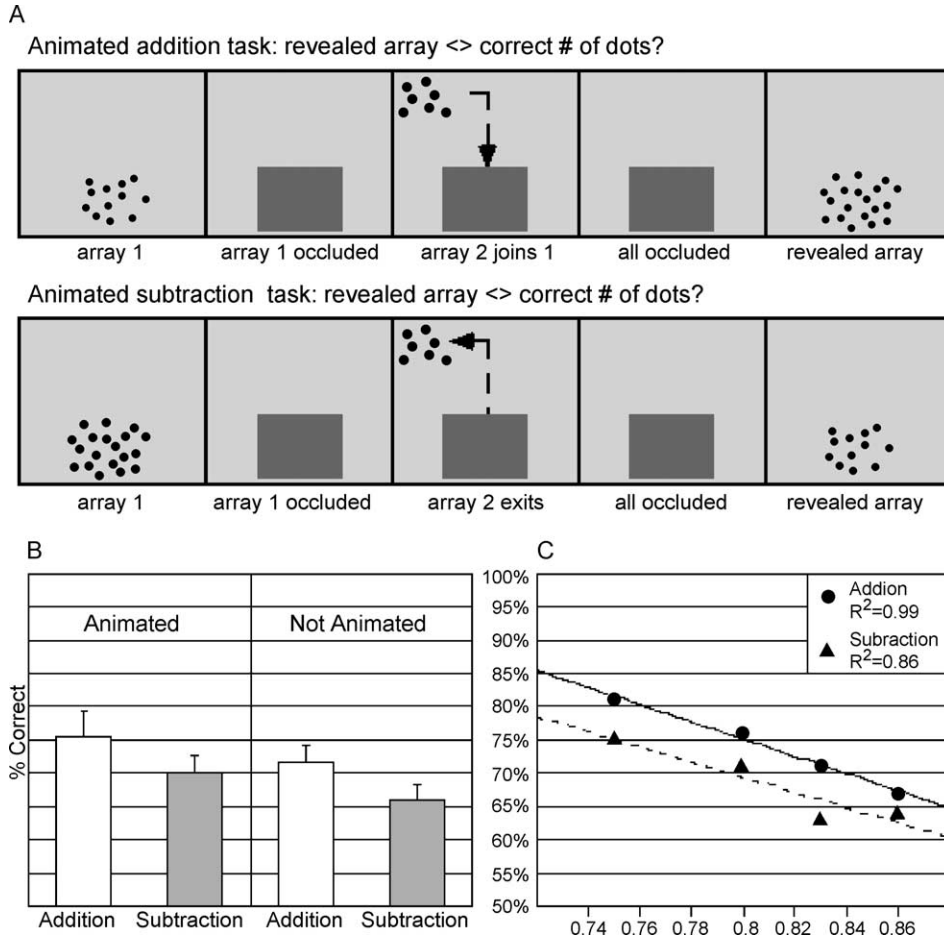 A
Animated addition task: revealed array <> correct # of dots?
array 1
array 1 occluded
array 2 joins 1
all occluded
revealed array
Animated subtraction task: revealed array <> correct # of dots?
array 1
array 1 occluded
array 2 exits
all occluded
revealed array
B
% Correct
Animated
Not Animated
Addition
Subtraction
Addition
Subtraction
C
100%
95%
90%
85%
80%
75%
70%
65%
60%
55%
50%
Addion
R²=0.99
Subtraction
R²=0.86
0.74
0.76
0.8
0.82
0.84
0.86